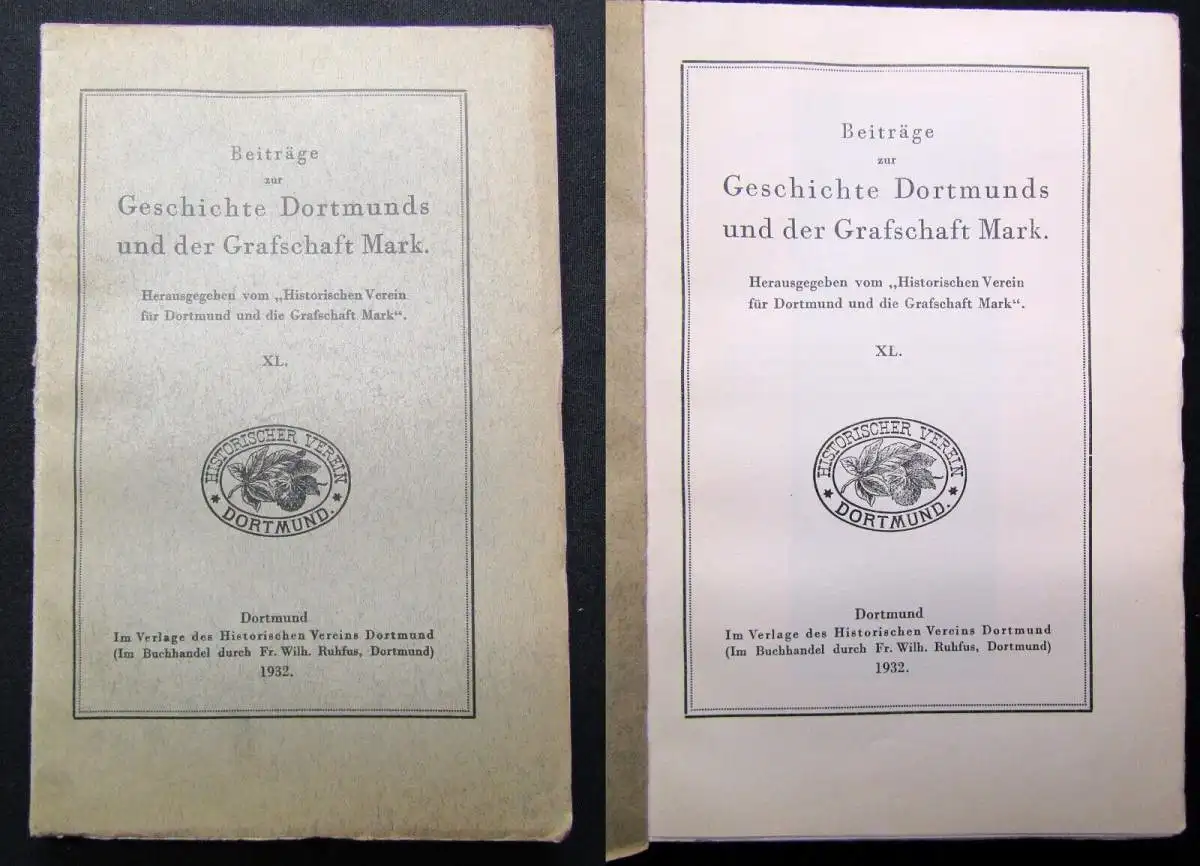 Beiträge
zur
Geschichte Dortmunds
und der Grafschaft Mark.
Herausgegeben vom „Historischen Verein
für Dortmund und die Grafschaft Mark“.
XL.
HISTORISCHER VEREIN
* DORTMUND. *
Dortmund
Im Verlage des Historischen Vereins Dortmund
(Im Buchhandel durch Fr. Wilh. Ruhfus, Dortmund)
1932.
Beiträge
zur
Geschichte Dortmunds
und der Grafschaft Mark.
Herausgegeben vom „Historischen Verein
für Dortmund und die Grafschaft Mark“.
XL.
HISTORISCHER VEREIN
* DORTMUND. *
Dortmund
Im Verlage des Historischen Vereins Dortmund
(Im Buchhandel durch Fr. Wilh. Ruhfus, Dortmund)
1932.